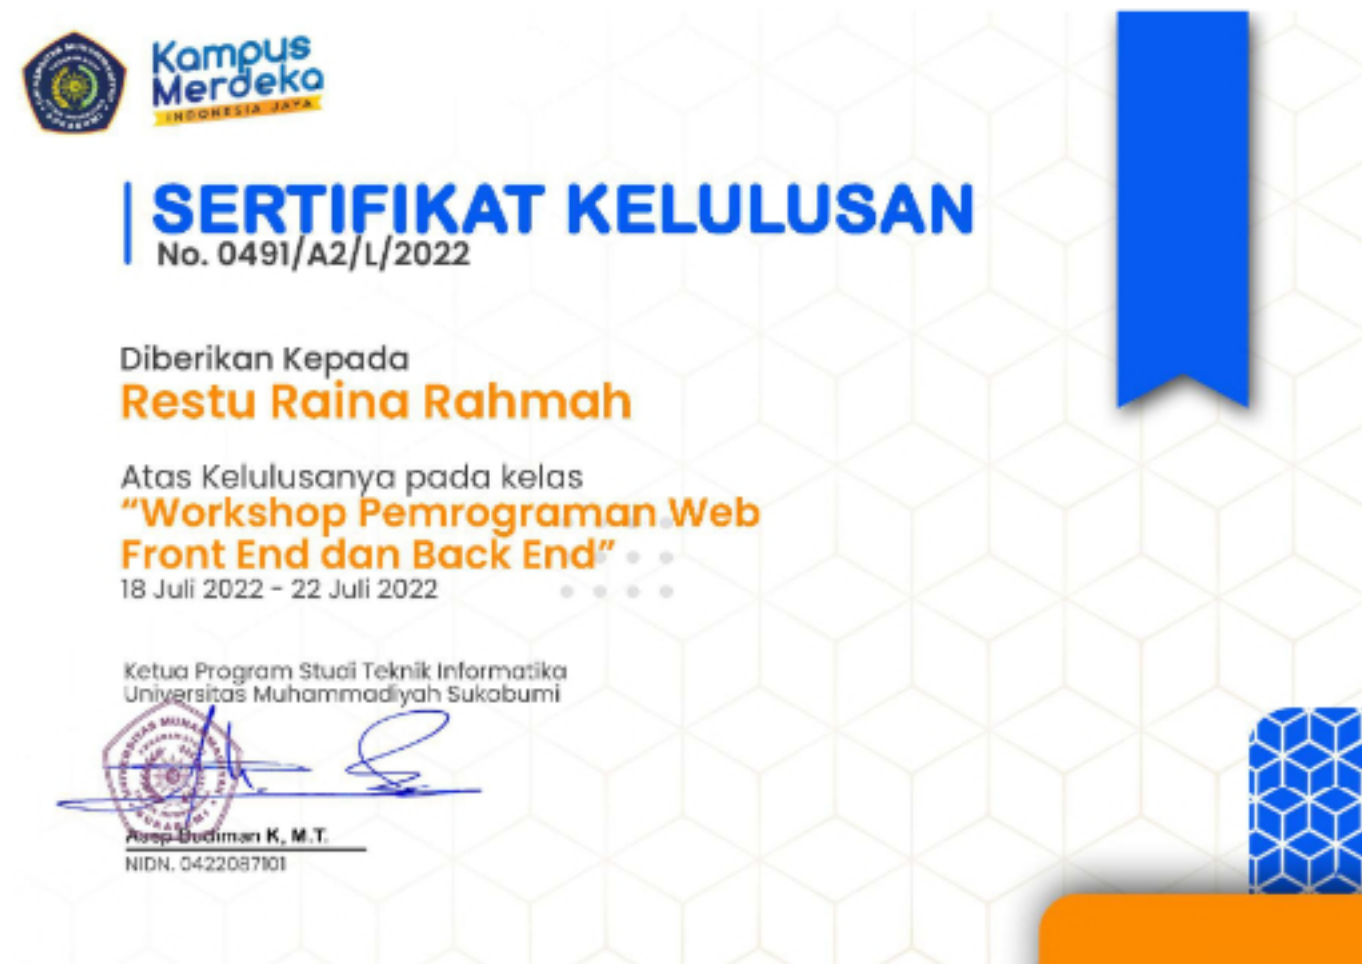 Kampus
Merdeka
INDONESIA JAYA
SERTIFIKAT KELULUSAN
No. 0491/A2/L/2022
Diberikan Kepada
Restu Raina Rahmah
Atas Kelulusanya pada kelas
“Workshop Pemrograman Web
Front End dan Back End”
18 Juli 2022 - 22 Juli 2022
Ketua Program Studi Teknik Informatika
Universitas Muhammadiyah Sukabumi
Asep Budiman K, M.T.
NIDN. 0422087101